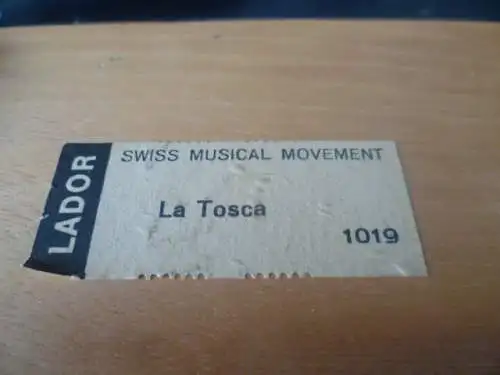 LADOR
SWISS MUSICAL MOVEMENT
La Tosca
1019